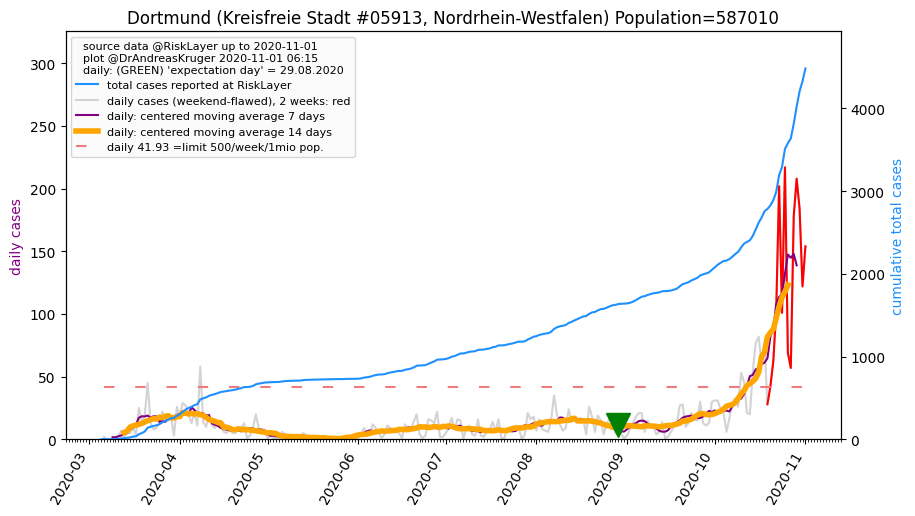 Dortmund (Kreisfreie Stadt #05913, Nordrhein-Westfalen) Population=587010
source data @RiskLayer up to 2020-11-01
plot @DrAndreasKruger 2020-11-01 06:15
daily: (GREEN) 'expectation day' = 29.08.2020
total cases reported at RiskLayer
daily cases (weekend-flawed), 2 weeks: red
daily: centered moving average 7 days
daily: centered moving average 14 days
daily 41.93 =limit 500/week/1mio pop.
daily cases
300
250
200
150
100
50
0
cumulative total cases
4000
3000
2000
1000
0
2020-03
2020-04
2020-05
2020-06
2020-07
2020-08
2020-09
2020-10
2020-11